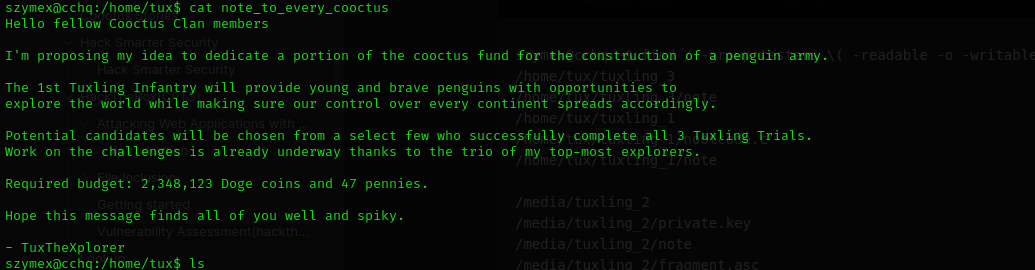 szymex@cchq:/home/tux$ cat note_to_every_cooctus
Hello fellow Cooctus Clan members
Hack Smarter Security
I'm proposing my idea to dedicate a portion of the cooctus fund for the construction of a penguin army.
\( -readable -o -writable
Hack Smarter Security
/home/tux/tuxling_3
The 1st Tuxling Infantry will provide young and brave penguins with opportunities to
/note
explore the world while making sure our control over every continent spreads accordingly.
/home/tux/tuxling_1
Attacking Web Applications with ...
Potential candidates will be chosen from a select few who successfully complete all 3 Tuxling Trials.
Work on the challenges is already underway thanks to the trio of my top-most explorers.
/home/tux/tuxling_1/note
File Inclusion
Required budget: 2,348,123 Doge coins and 47 pennies.
Getting started
/media/tuxling_2
Hope this message finds all of you well and spiky.
/media/tuxling_2/private.key
Vulnerability Assessment(hackth...
/media/tuxling_2/note
- TuxTheXplorer
szymex@cchq:/home/tux$ ls
/media/tuxling_2/fragment.asc